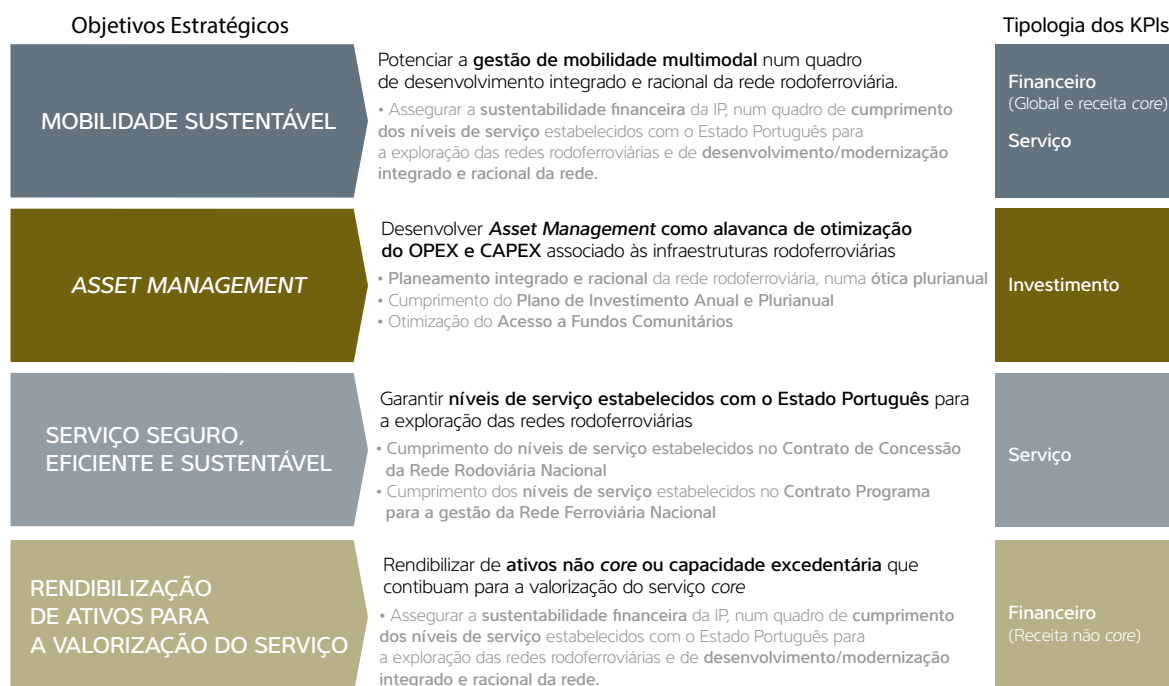 Objetivos Estratégicos
Tipologia dos KPIs
MOBILIDADE SUSTENTÁVEL
Potenciar a gestão de mobilidade multimodal num quadro
de desenvolvimento integrado e racional da rede rodoferroviária.
• Assegurar a sustentabilidade financeira da IP, num quadro de cumprimento
dos níveis de serviço estabelecidos com o Estado Português para
a exploração das redes rodoferroviárias e de desenvolvimento/modernização
integrado e racional da rede.
Financeiro
(Global e receita core)
Serviço
ASSET MANAGEMENT
Desenvolver Asset Management como alavanca de otimização
do OPEX e CAPEX associado às infraestruturas rodoferroviárias
• Planeamento integrado e racional da rede rodoferroviária, numa ótica plurianual
• Cumprimento do Plano de Investimento Anual e Plurianual
• Otimização do Acesso a Fundos Comunitários
Investimento
SERVIÇO SEGURO,
EFICIENTE E SUSTENTÁVEL
Garantir níveis de serviço estabelecidos com o Estado Português para
a exploração das redes rodoferroviárias
• Cumprimento do níveis de serviço estabelecidos no Contrato de Concessão
da Rede Rodoviária Nacional
• Cumprimento dos níveis de serviço estabelecidos no Contrato Programa
para a gestão da Rede Ferroviária Nacional
Serviço
RENDIBILIZAÇÃO
DE ATIVOS PARA
A VALORIZAÇÃO DO SERVIÇO
Rendibilizar de ativos não core ou capacidade excedentária que
contibuam para a valorização do serviço core
• Assegurar a sustentabilidade financeira da IP, num quadro de cumprimento
dos níveis de serviço estabelecidos com o Estado Português para
a exploração das redes rodoferroviárias e de desenvolvimento/modernização
integrado e racional da rede.
Financeiro
(Receita não core)